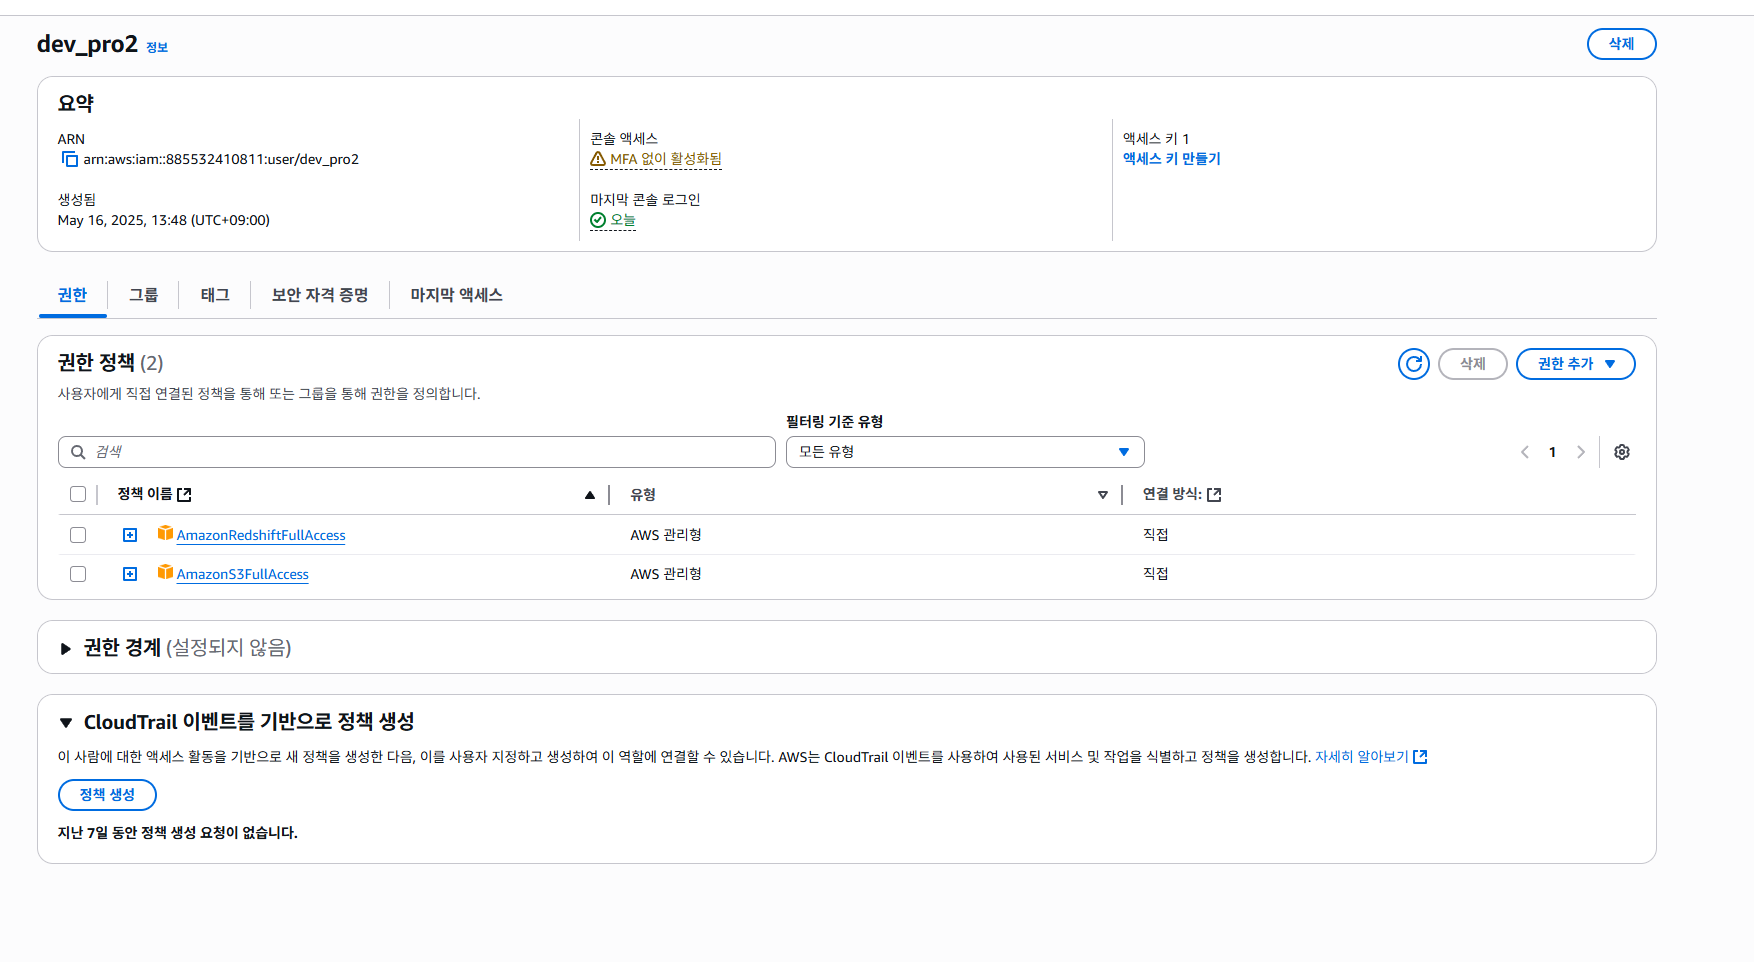 dev_pro2 정보
삭제
요약
ARN
arn:aws:iam::885532410811:user/dev_pro2
생성됨
May 16, 2025, 13:48 (UTC+09:00)
콘솔 액세스
MFA 없이 활성화됨
마지막 콘솔 로그인
오늘
액세스 키 1
액세스 키 만들기
권한 그룹 태그 보안 자격 증명 마지막 액세스
권한 정책 (2)
삭제 권한 추가
사용자에게 직접 연결된 정책을 통해 또는 그룹을 통해 권한을 정의합니다.
필터링 기준 유형
검색 모든 유형 1
정책 이름 유형 연결 방식:
AmazonRedshiftFullAccess AWS 관리형 직접
AmazonS3FullAccess AWS 관리형 직접
권한 경계 (설정되지 않음)
CloudTrail 이벤트를 기반으로 정책 생성
이 사람에 대한 액세스 활동을 기반으로 새 정책을 생성한 다음, 이를 사용자 지정하고 생성하여 이 역할에 연결할 수 있습니다. AWS는 CloudTrail 이벤트를 사용하여 사용된 서비스 및 작업을 식별하고 정책을 생성합니다. 자세히 알아보기
정책 생성
지난 7일 동안 정책 생성 요청이 없습니다.